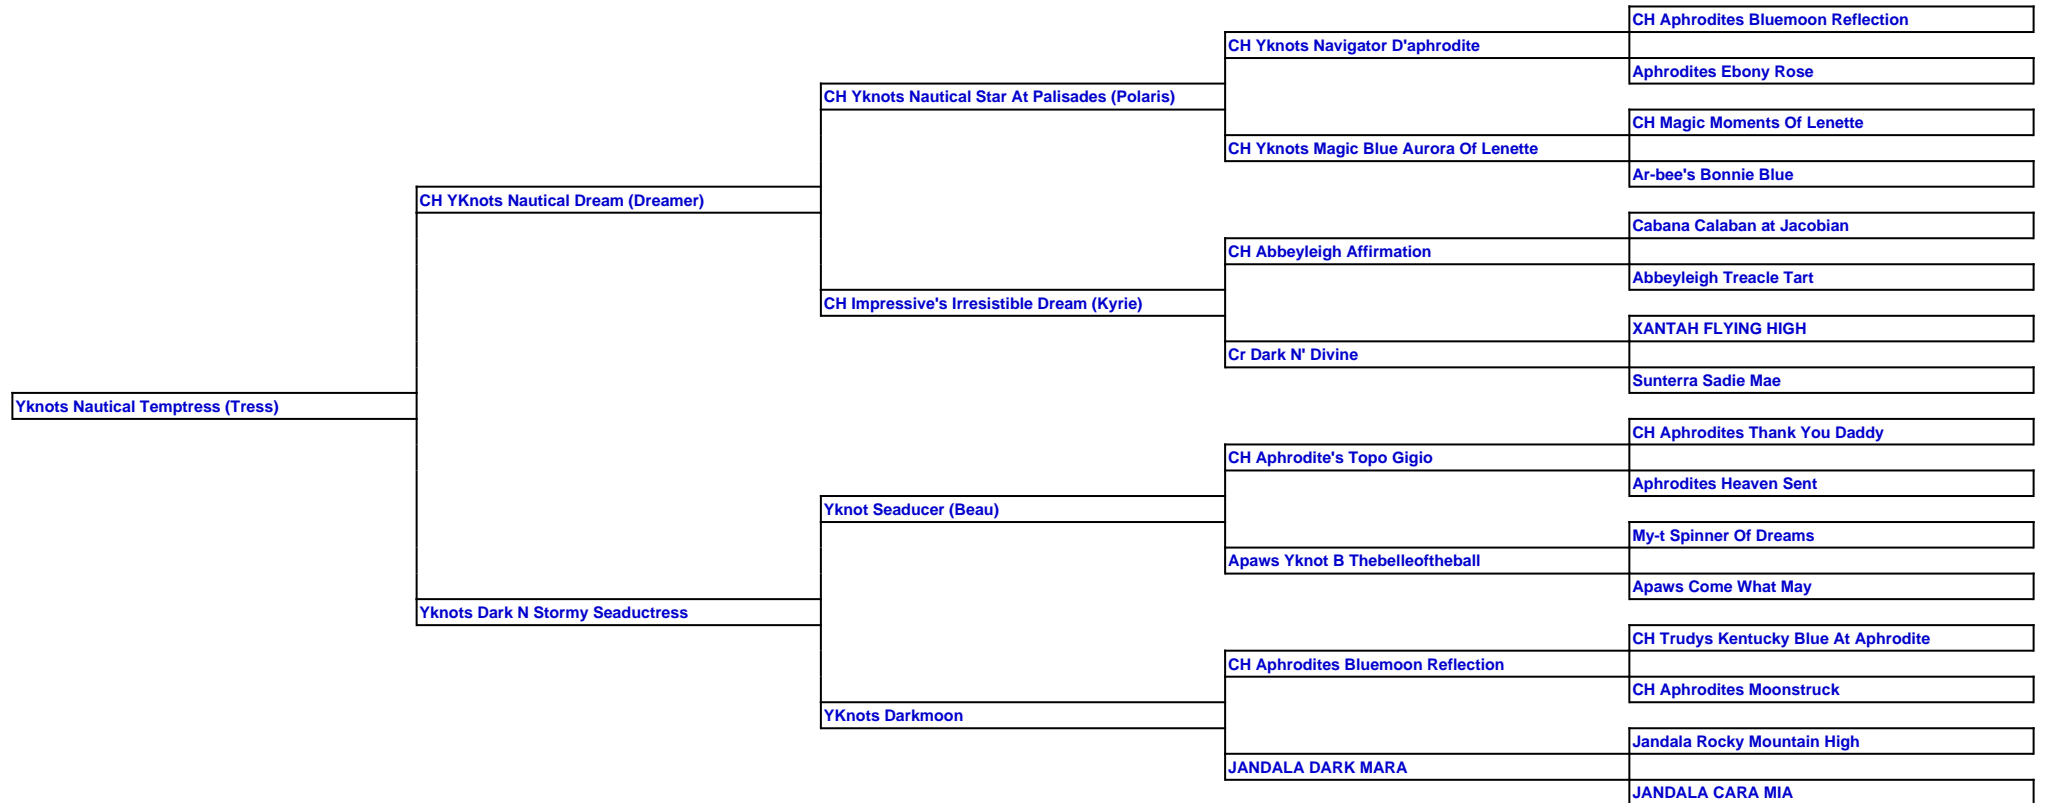 CH Aphrodites Bluemoon Reflection
CH Yknots Navigator D'aphrodite
Aphrodites Ebony Rose
CH Yknots Nautical Star At Palisades (Polaris)
CH Magic Moments Of Lenette
CH Yknots Magic Blue Aurora Of Lenette
Ar-bee's Bonnie Blue
CH YKnots Nautical Dream (Dreamer)
Cabana Calaban at Jacobian
CH Abbeyleigh Affirmation
Abbeyleigh Treacle Tart
CH Impressive's Irresistible Dream (Kyrie)
XANTAH FLYING HIGH
Cr Dark N' Divine
Sunterra Sadie Mae
Yknots Nautical Temptress (Tress)
CH Aphrodites Thank You Daddy
CH Aphrodite's Topo Gigio
Aphrodites Heaven Sent
Yknot Seaducer (Beau)
My-t Spinner Of Dreams
Apaws Yknot B Thebelleoftheball
Apaws Come What May
Yknots Dark N Stormy Seaductress
CH Trudys Kentucky Blue At Aphrodite
CH Aphrodites Bluemoon Reflection
CH Aphrodites Moonstruck
YKnots Darkmoon
Jandala Rocky Mountain High
JANDALA DARK MARA
JANDALA CARA MIA